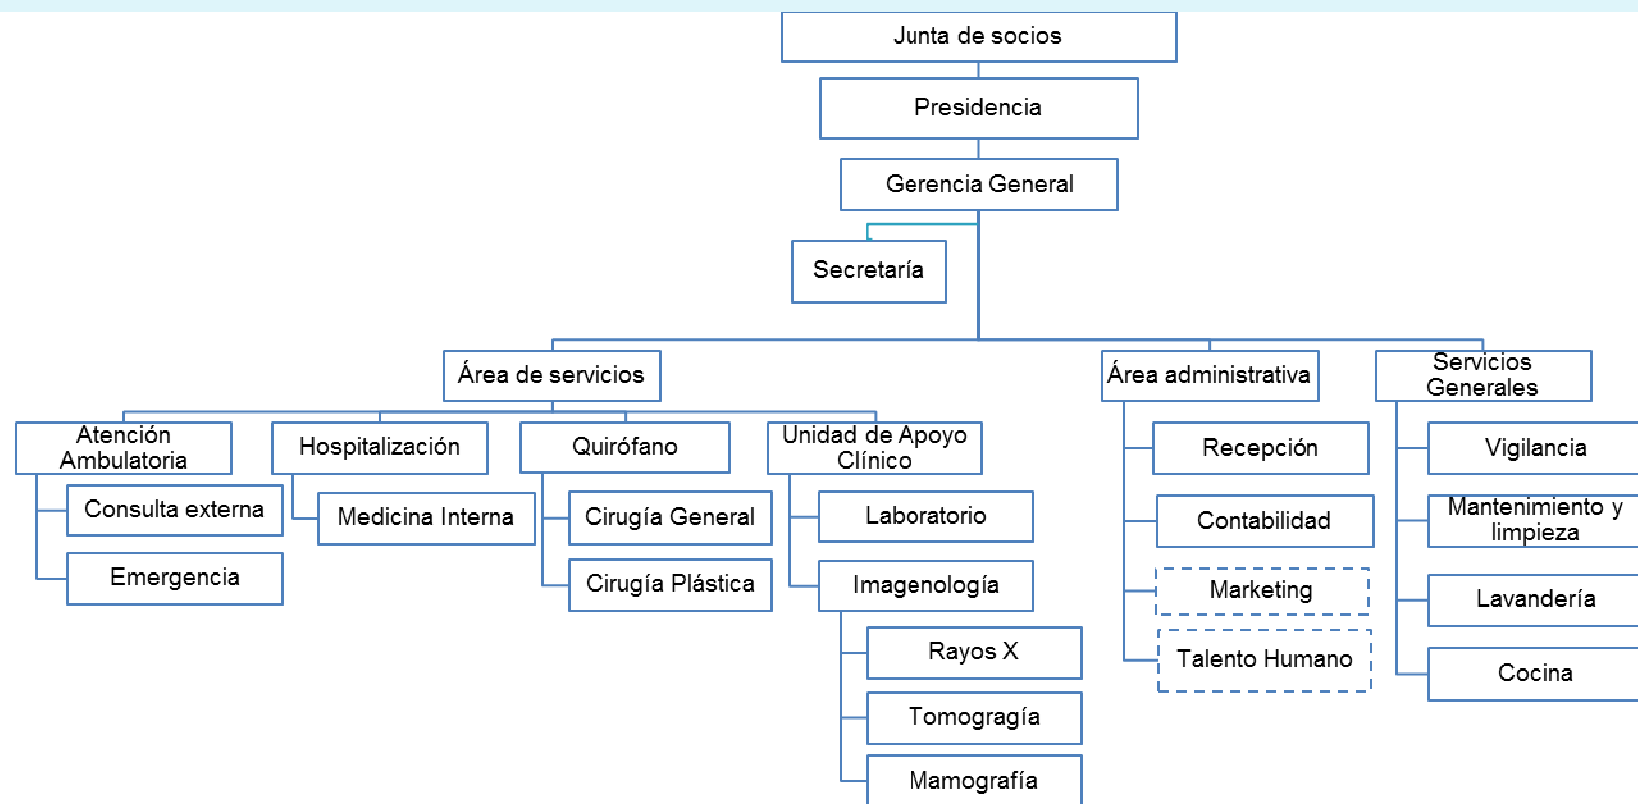 Junta de socios
Presidencia
Gerencia General
Secretaría
Área de servicios
Área administrativa
Servicios
Generales
Atención
Ambulatoria
Hospitalización
Quirófano
Unidad de Apoyo
Clínico
Recepción
Vigilancia
Consulta externa
Medicina Interna
Cirugía General
Laboratorio
Contabilidad
Mantenimiento y
limpieza
Emergencia
Cirugía Plástica
Imagenología
Marketing
Lavandería
Rayos X
Talento Humano
Cocina
Tomogragía
Mamografía